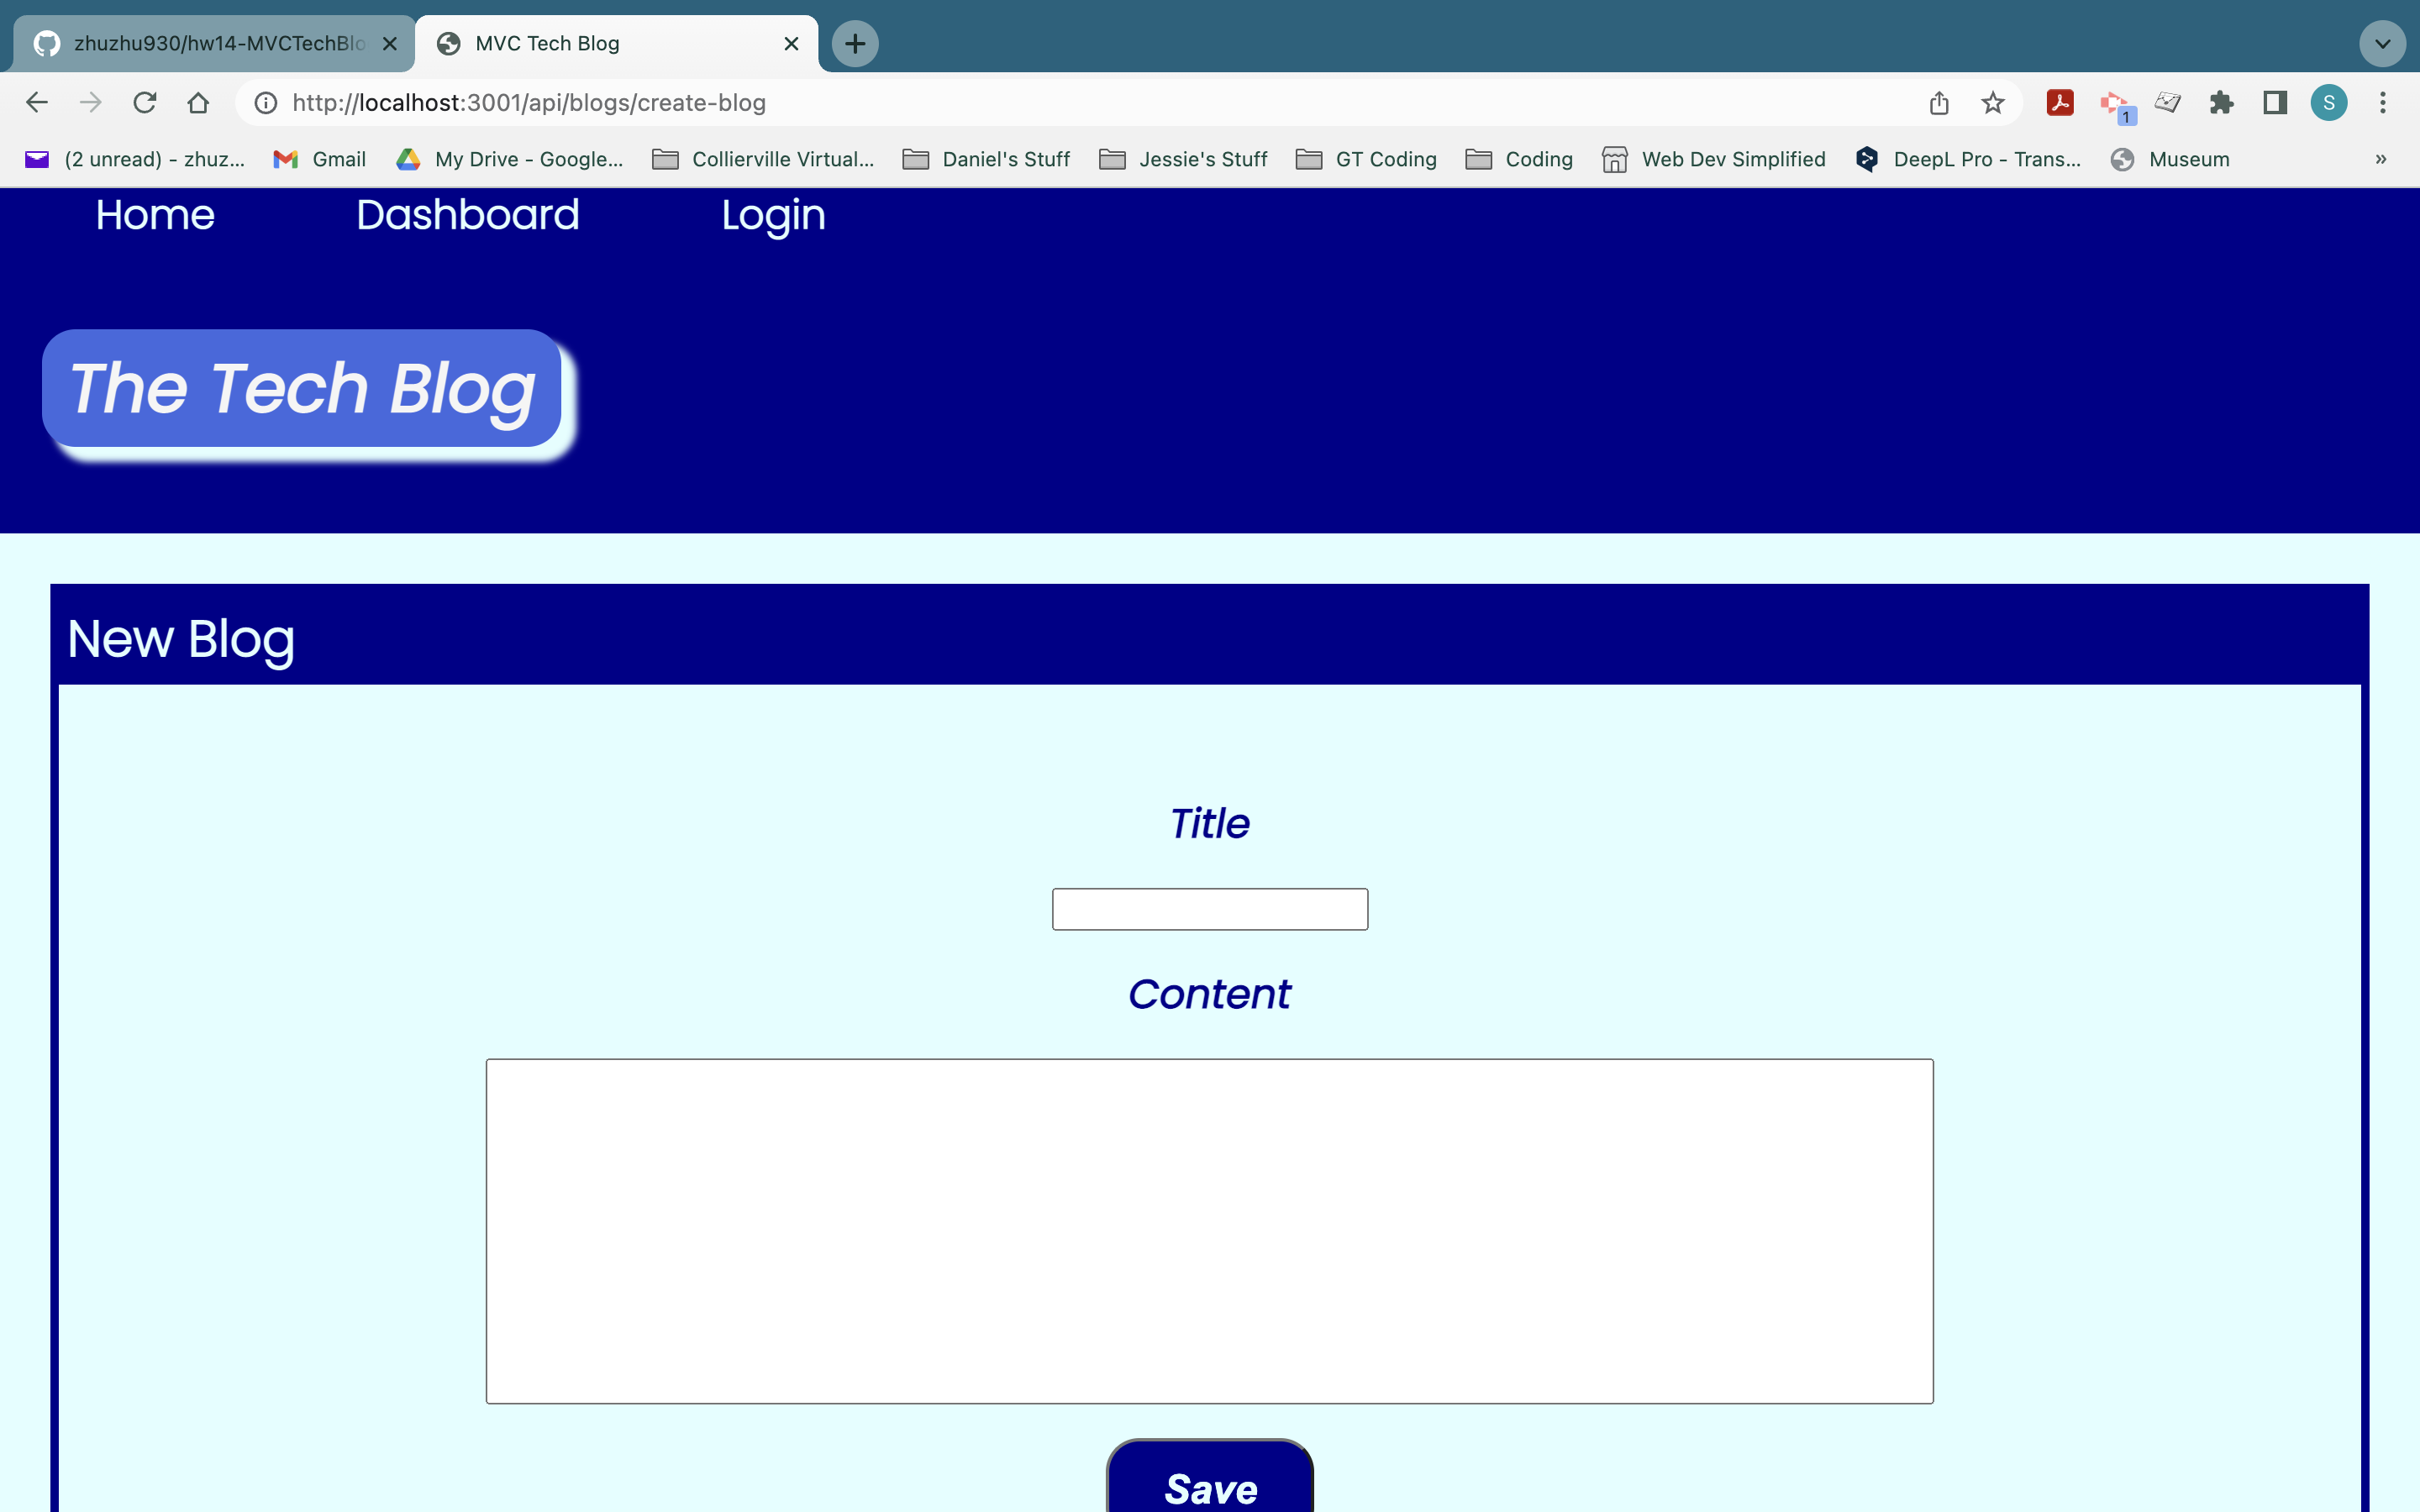 zhuzhu930/hw14-MVCTechBlo
MVC Tech Blog
http://localhost:3001/api/blogs/create-blog
1
S
(2 unread) - zhuz...
Gmail
My Drive - Google...
Collierville Virtual...
Daniel's Stuff
Jessie's Stuff
GT Coding
Coding
Web Dev Simplified
DeepL Pro - Trans...
Museum
»
Home
Dashboard
Login
The Tech Blog
New Blog
Title
Content
Save